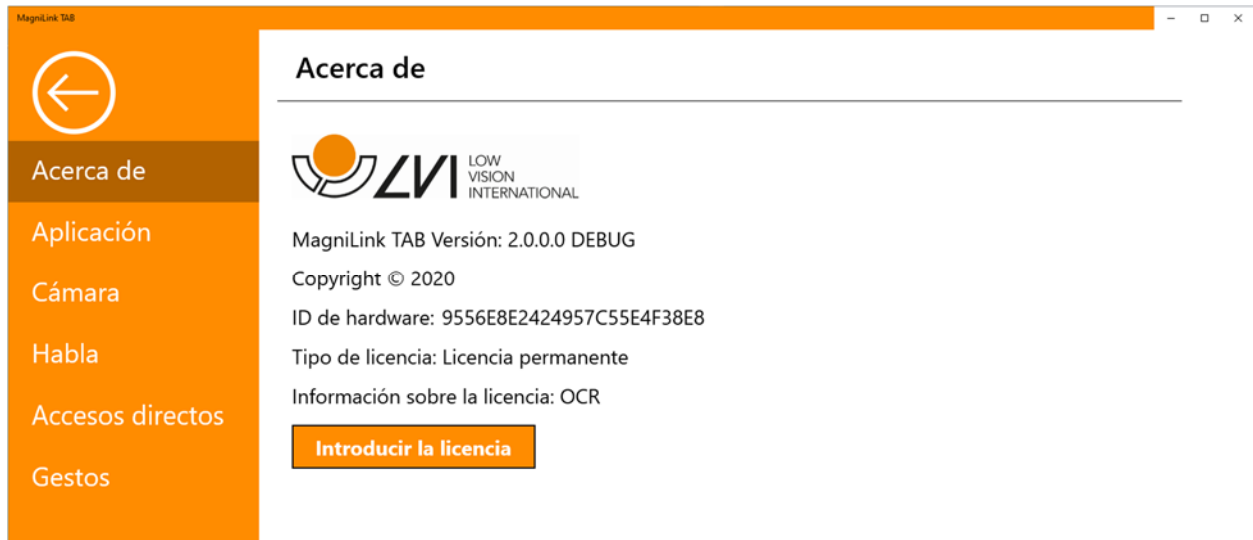 MagniLink TAB
Acerca de
Acerca de
Aplicación
Cámara
Habla
Accesos directos
Gestos
LVI LOW
VISION
INTERNATIONAL
MagniLink TAB Versión: 2.0.0.0 DEBUG
Copyright © 2020
ID de hardware: 9556E8E2424957C55E4F38E8
Tipo de licencia: Licencia permanente
Información sobre la licencia: OCR
Introducir la licencia